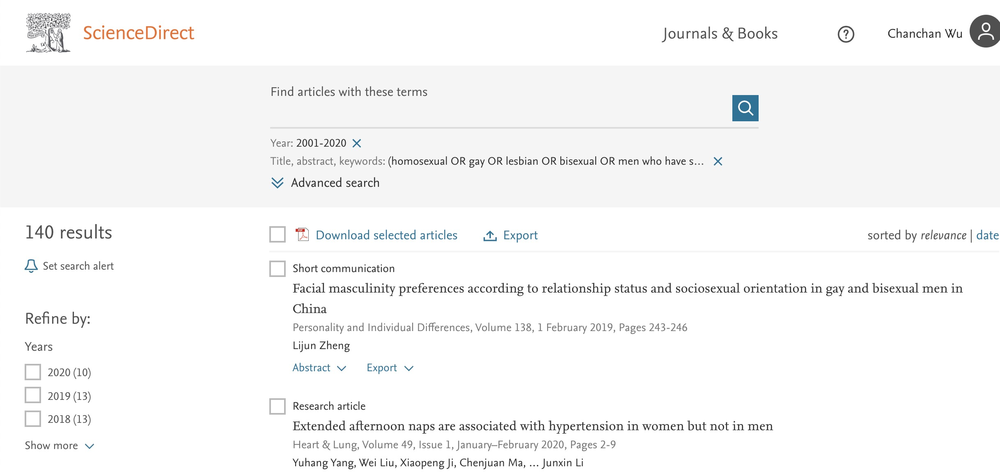 ScienceDirect
Journals & Books
?
Chanchan Wu
Find articles with these terms
Year: 2001-2020
Title, abstract, keywords: (homosexual OR gay OR lesbian OR bisexual OR men who have s...
Advanced search
140 results
Set search alert
Refine by:
Years
2020 (10)
2019 (13)
2018 (13)
Show more
PDF
Download selected articles
Export
sorted by relevance | date
Short communication
Facial masculinity preferences according to relationship status and sociosexual orientation in gay and bisexual men in
China
Personality and Individual Differences, Volume 138, 1 February 2019, Pages 243-246
Lijun Zheng
Abstract
Export
Research article
Extended afternoon naps are associated with hypertension in women but not in men
Heart & Lung, Volume 49, Issue 1, January–February 2020, Pages 2-9
Yuhang Yang, Wei Liu, Xiaopeng Ji, Chenjuan Ma, ... Junxin Li